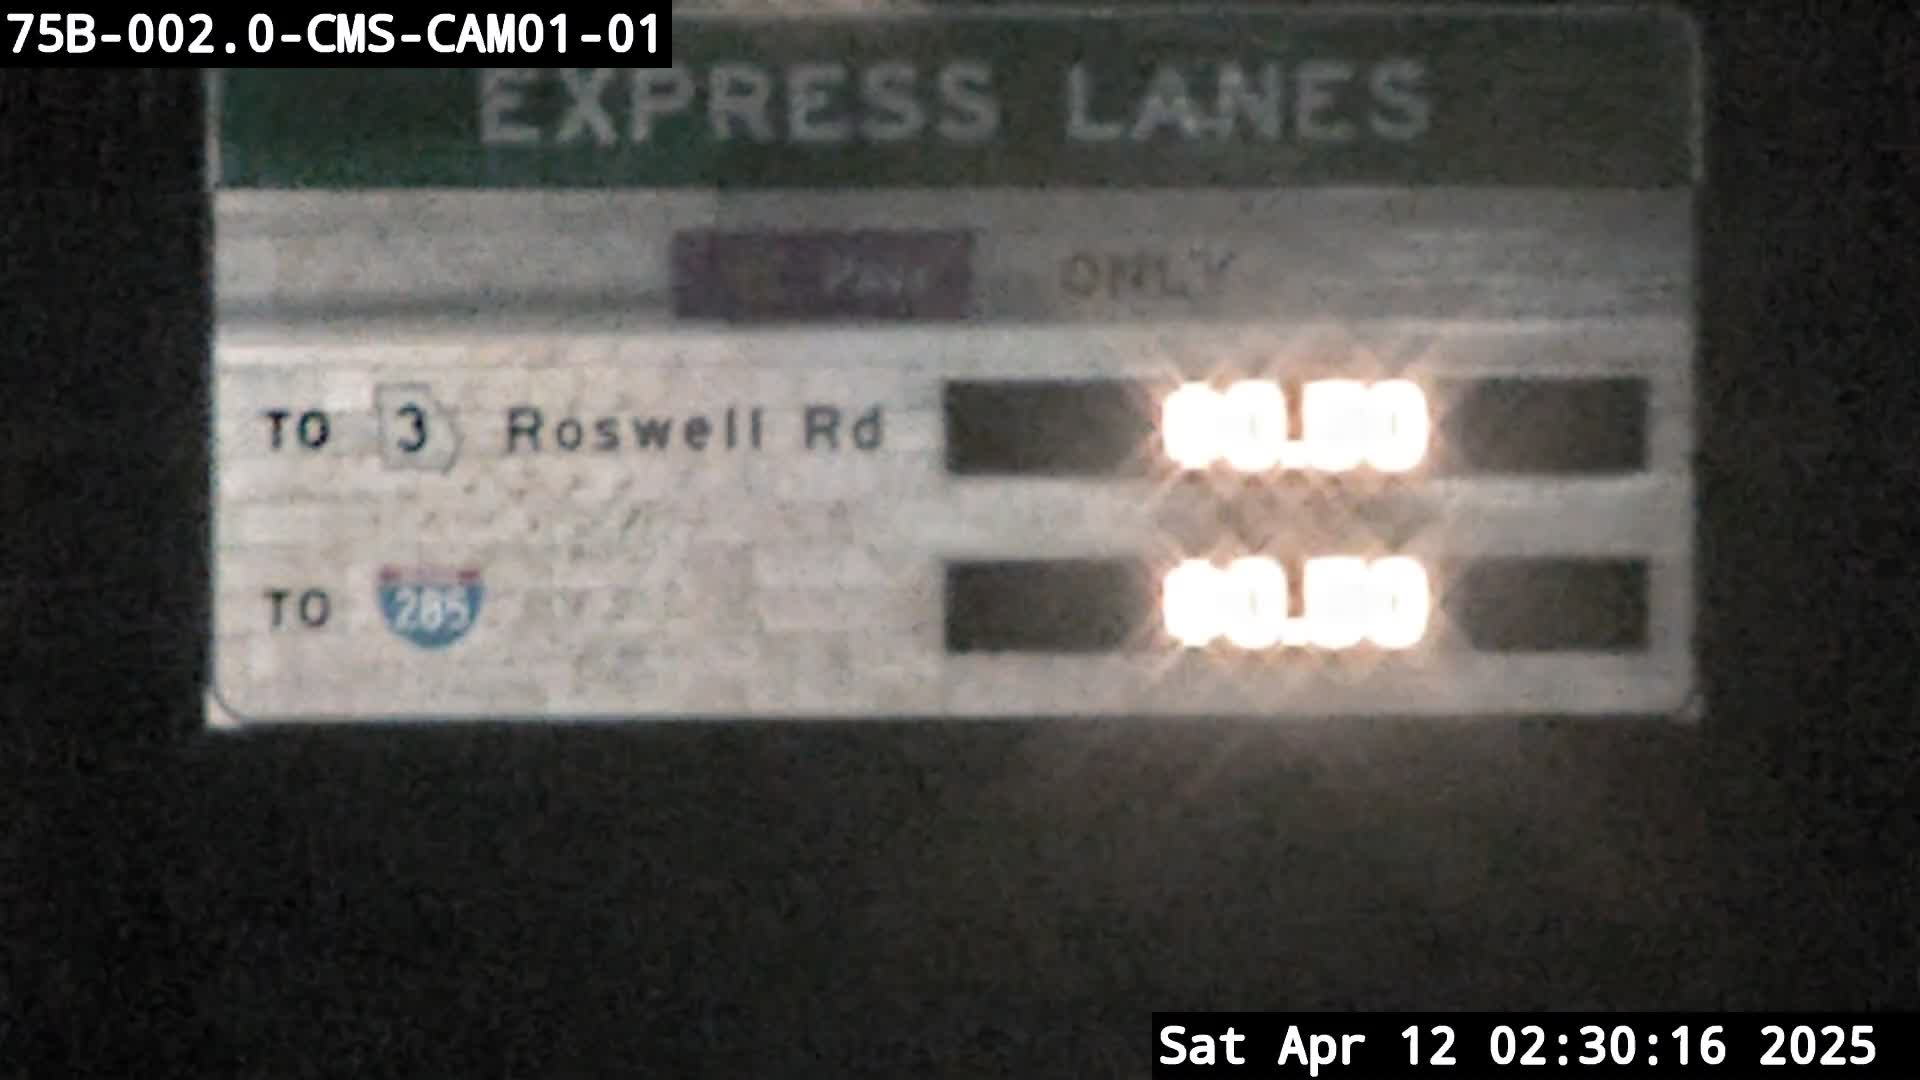 75B-002.0-CMS-CAM01-01
EXPRESS LANES
ONLY
TO 3 Roswell Rd
TO 285
Sat Apr 12 02:30:16 2025